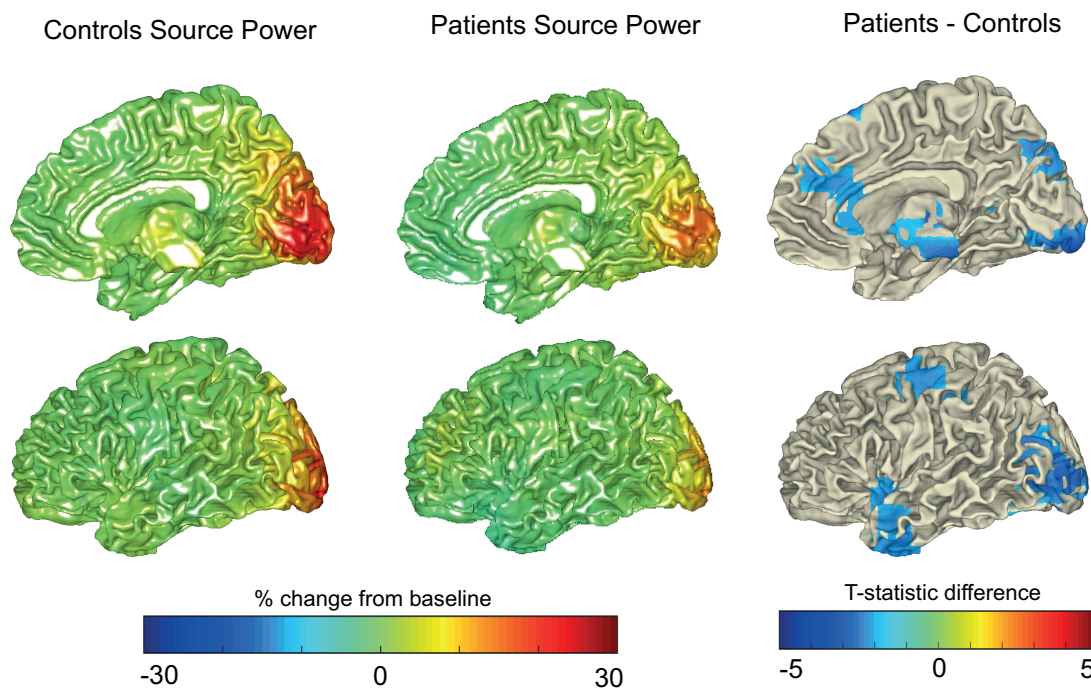 Controls Source Power
Patients Source Power
Patients - Controls
% change from baseline
-30 0 30
T-statistic difference
-5 0 5